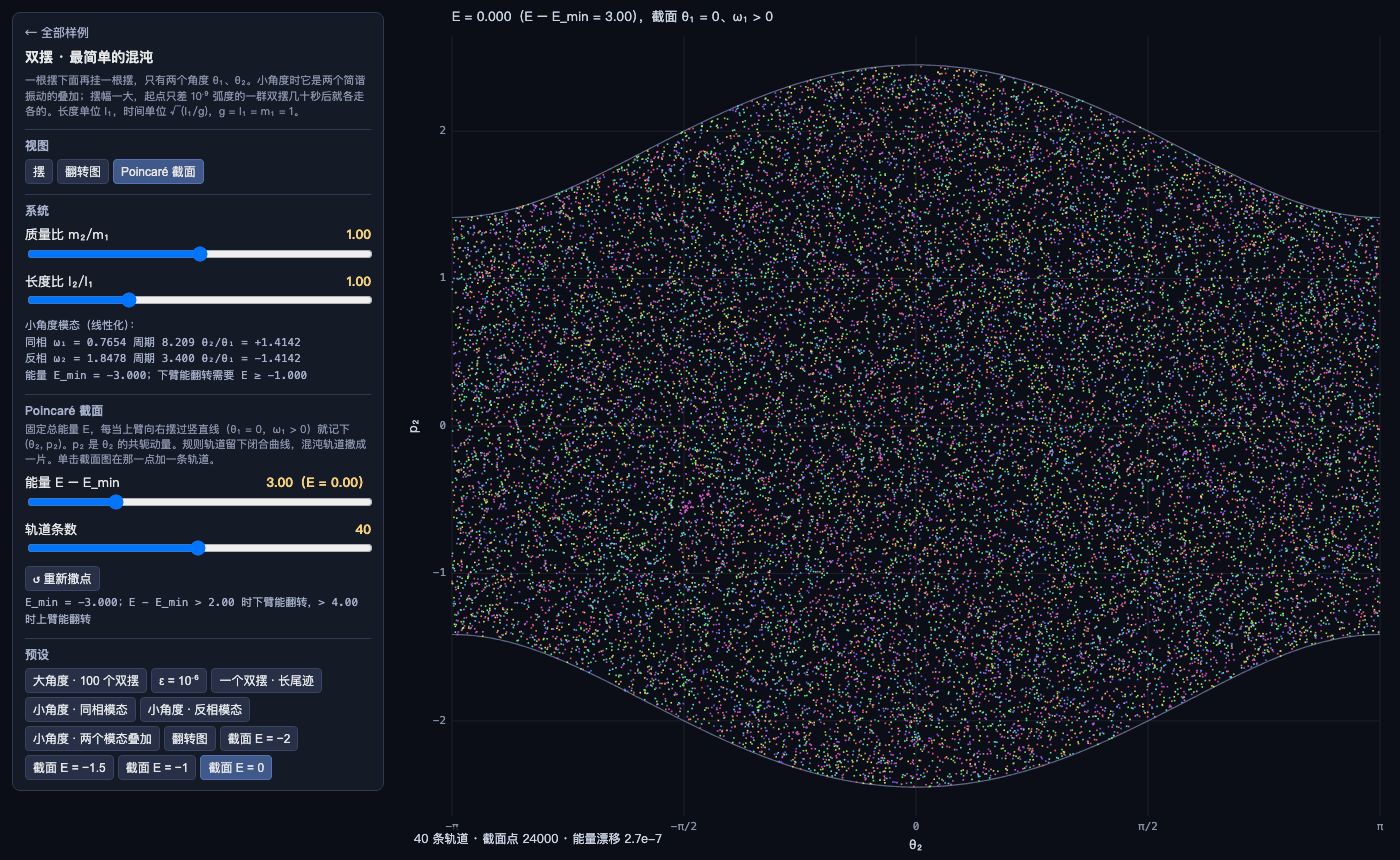 ← 全部样例
双摆 · 最简单的混沌
一根摆下面再挂一根摆，只有两个角度 θ₁、θ₂。小角度时它是两个简谐
振动的叠加；摆幅一大，起点只差 10⁻⁹ 弧度的一群双摆几十秒后就各走
各的。长度单位 l₁，时间单位 √(l₁/g)，g = l₁ = m₁ = 1。
视图
摆 翻转图 Poincaré 截面
系统
质量比 m₂/m₁ 1.00
长度比 l₂/l₁ 1.00
小角度模态（线性化）：
同相 ω₁ = 0.7654 周期 8.209 θ₂/θ₁ = +1.4142
反相 ω₂ = 1.8478 周期 3.400 θ₂/θ₁ = −1.4142
能量 E_min = −3.000；下臂能翻转需要 E ≥ −1.000
Poincaré 截面
固定总能量 E，每当上臂向右摆过竖直线（θ₁ = 0，ω₁ > 0）就记下
(θ₂, p₂)。p₂ 是 θ₂ 的共轭动量。规则轨道留下闭合曲线，混沌轨道撒成
一片。单击截面图在那一点加一条轨道。
能量 E − E_min 3.00（E = 0.00）
轨道条数 40
↺ 重新撒点
E_min = −3.000；E − E_min > 2.00 时下臂能翻转，> 4.00
时上臂能翻转
预设
大角度 · 100 个双摆 ε = 10⁻⁶ 一个双摆 · 长尾迹
小角度 · 同相模态 小角度 · 反相模态
小角度 · 两个模态叠加 翻转图 截面 E = −2
截面 E = −1.5 截面 E = −1 截面 E = 0
E = 0.000（E − E_min = 3.00），截面 θ₁ = 0、ω₁ > 0
2
1
0
−1
−2
p₂
−π −π/2 0 π/2 π
θ₂
40 条轨道 · 截面点 24000 · 能量漂移 2.7e−7